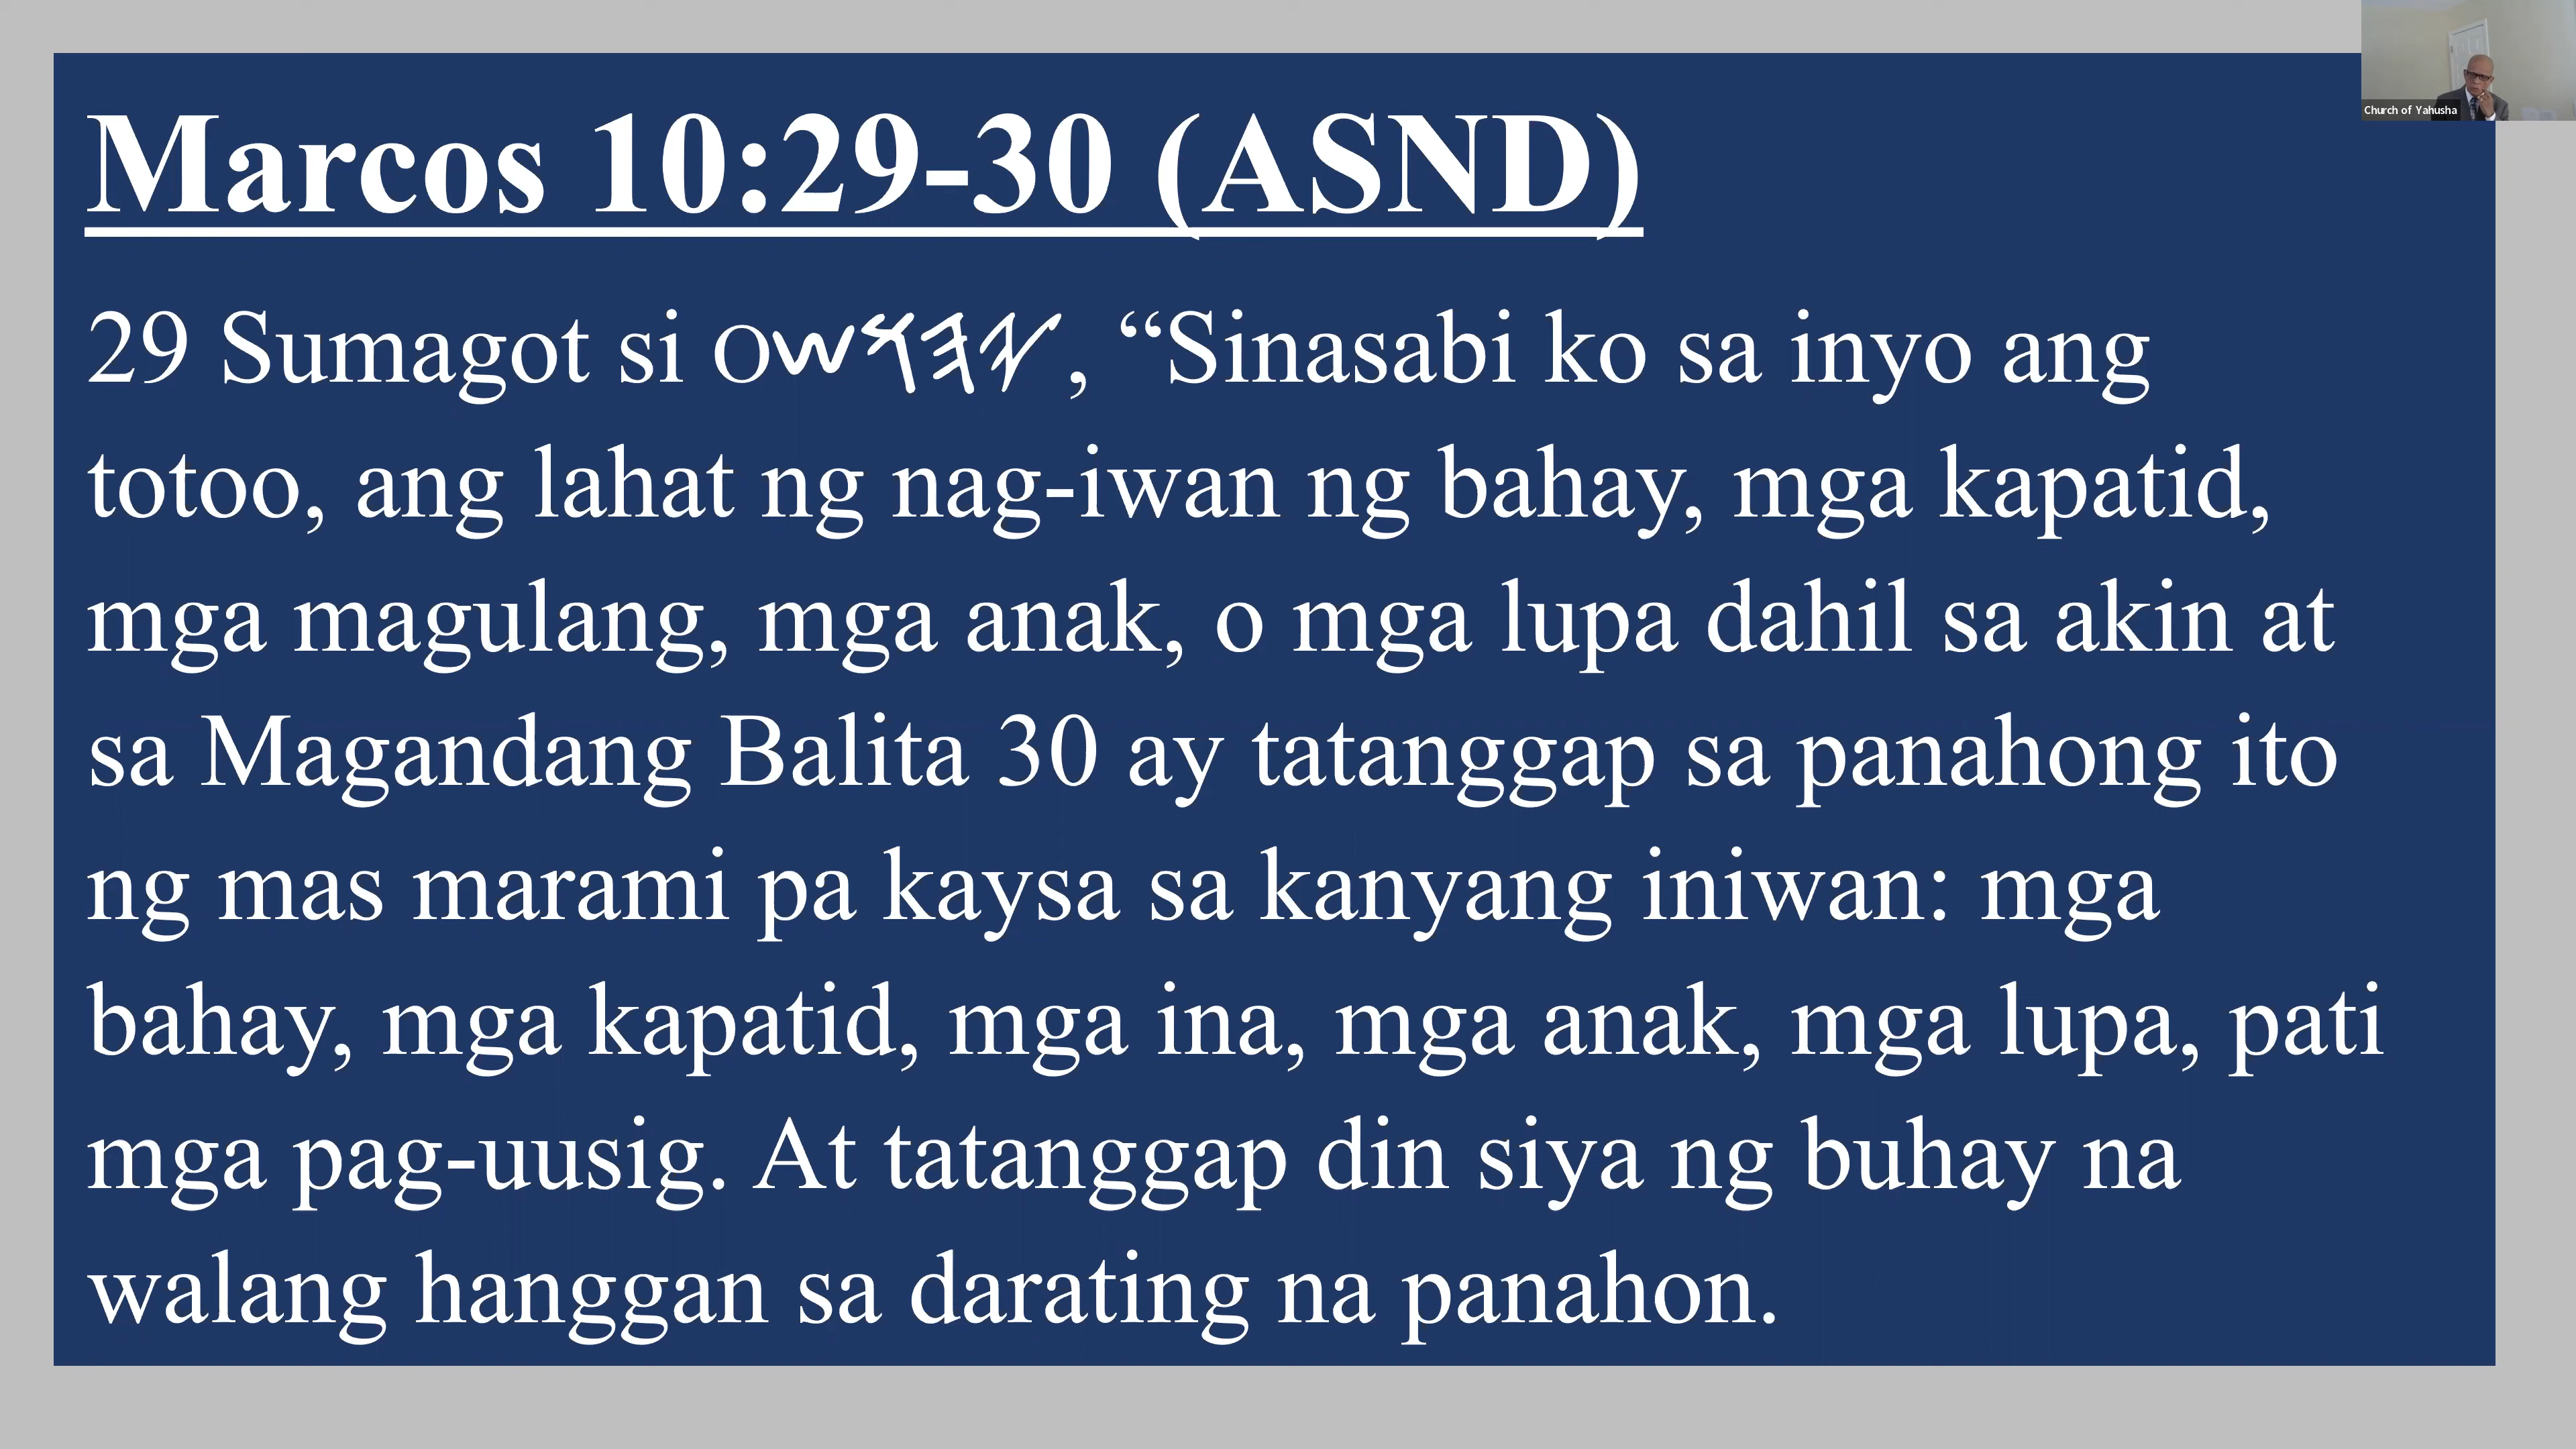 Marcos 10:29-30 (ASND)
29 Sumagot si 𐤉𐤄𐤅𐤔𐤏, “Sinasabi ko sa inyo ang
totoo, ang lahat ng nag-iwan ng bahay, mga kapatid,
mga magulang, mga anak, o mga lupa dahil sa akin at
sa Magandang Balita 30 ay tatanggap sa panahong ito
ng mas marami pa kaysa sa kanyang iniwan: mga
bahay, mga kapatid, mga ina, mga anak, mga lupa, pati
mga pag-uusig. At tatanggap din siya ng buhay na
walang hanggan sa darating na panahon.
Church of Yahusha